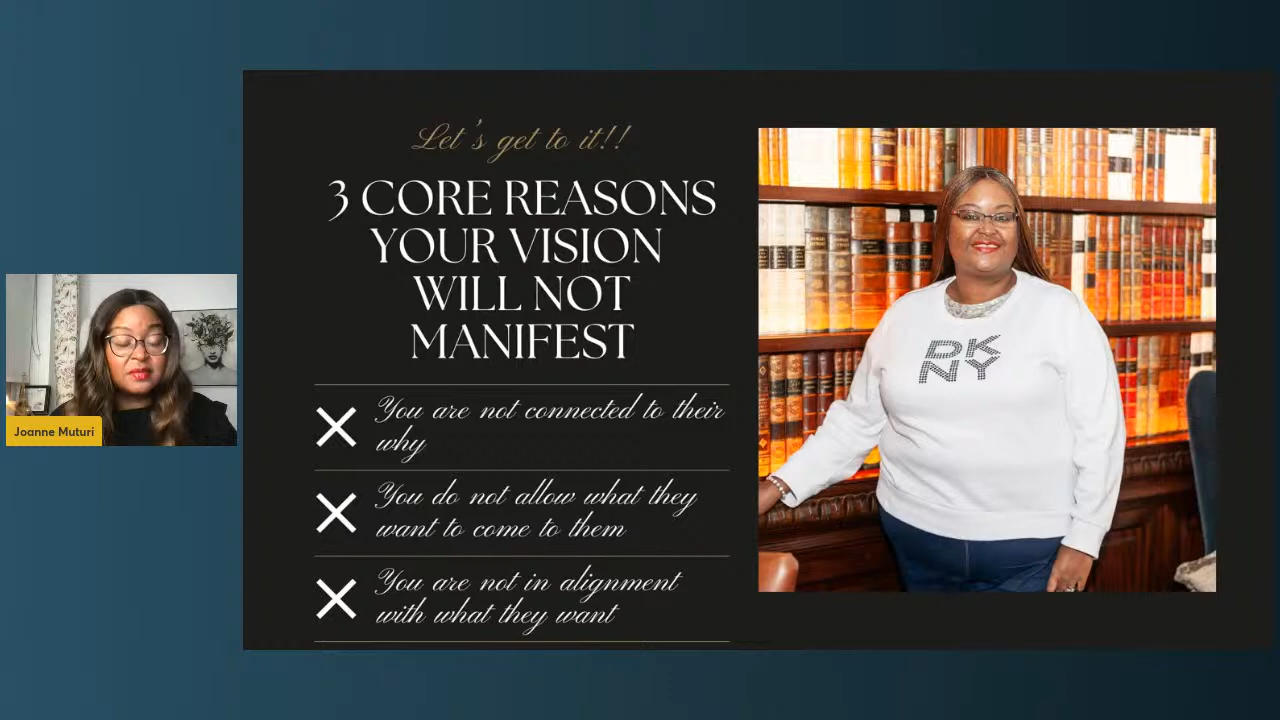 Let's get to it!!
3 CORE REASONS
YOUR VISION
WILL NOT
MANIFEST
You are not connected to their
why
You do not allow what they
want to come to them
You are not in alignment
with what they want
DK
NY
Joanne Muturi